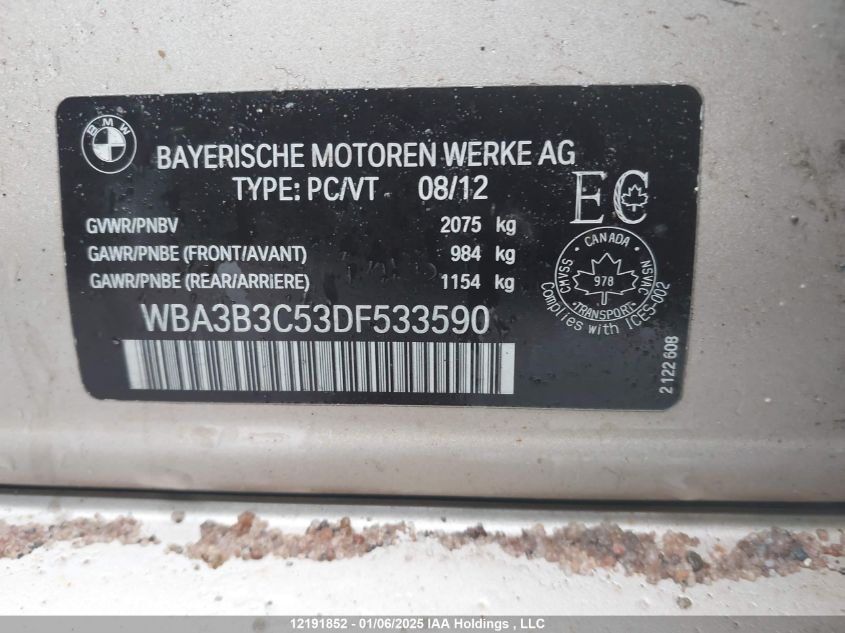 BMW
BAYERISCHE MOTOREN WERKE AG
TYPE: PC/VT 08/12
EC
GVWR/PNBV 2075 kg
GAWR/PNBE (FRONT/AVANT) 984 kg
GAWR/PNBE (REAR/ARRIERE) 1154 kg
CANADA
CMVSS 978 NSVAC
TRANSPORT
Complies with ICES-002
WBA3B3C53DF533590
2 122 608
12191852 - 01/06/2025 IAA Holdings , LLC